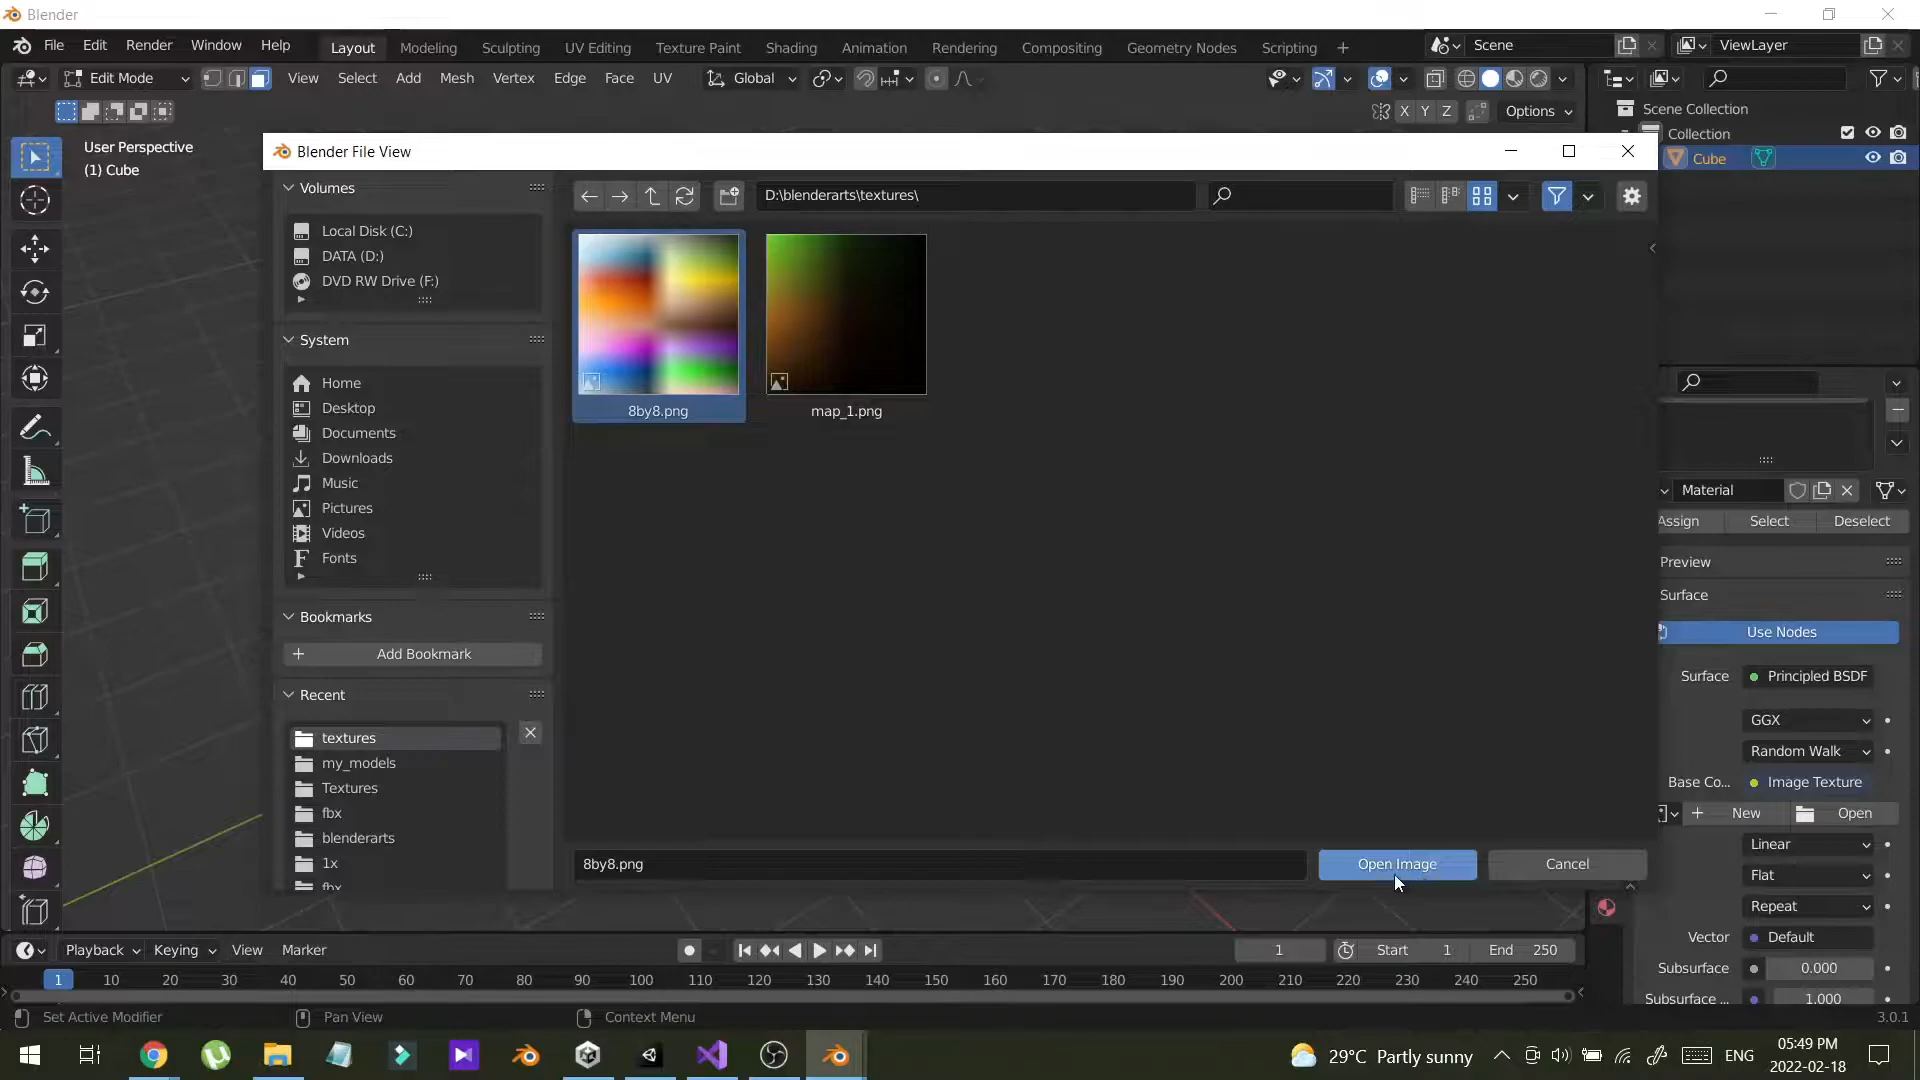 Blender
File Edit Render Window Help Layout Modeling Sculpting UV Editing Texture Paint Shading Animation Rendering Compositing Geometry Nodes Scripting + Scene ViewLayer
Edit Mode View Select Add Mesh Vertex Edge Face UV Global
X Y Z Options
Scene Collection
Collection
Cube
User Perspective
(1) Cube
Blender File View
Volumes
Local Disk (C:)
DATA (D:)
DVD RW Drive (F:)
System
Home
Desktop
Documents
Downloads
Music
Pictures
Videos
Fonts
Bookmarks
+ Add Bookmark
Recent
textures
my_models
Textures
fbx
blenderarts
1x
fbx
D:\blenderarts\textures\
8by8.png
map_1.png
8by8.png
Open Image
Cancel
Material
Assign Select Deselect
Preview
Surface
Use Nodes
Surface Principled BSDF
GGX
Random Walk
Base Co... Image Texture
+ New Open
Linear
Flat
Repeat
Vector Default
Subsurface 0.000
Subsurface ... 1.000
Playback Keying View Marker 1 Start 1 End 250
1 10 20 30 40 50 60 70 80 90 100 110 120 130 140 150 160 170 180 190 200 210 220 230 240 250
Set Active Modifier Pan View Context Menu 3.0.1
29°C Partly sunny ENG 05:49 PM
2022-02-18